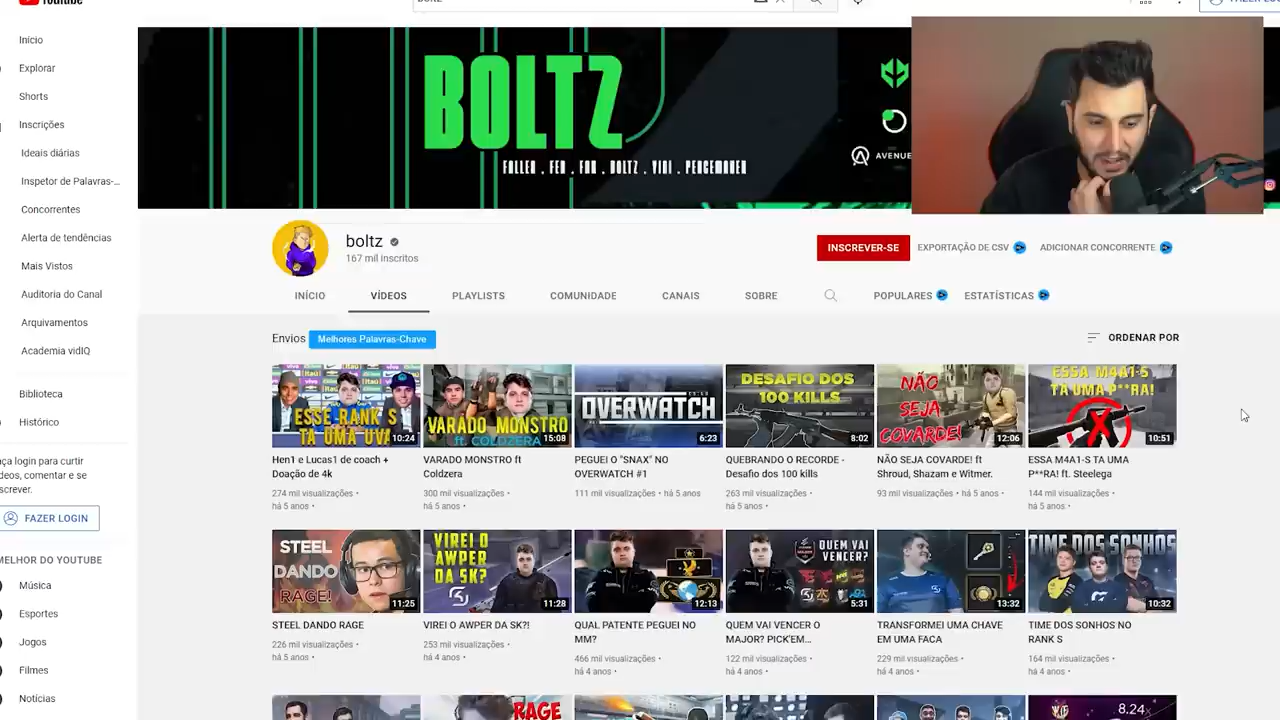 YouTube
FAZER LOG
Início
Explorar
Shorts
Inscrições
Ideais diárias
Inspetor de Palavras-...
Concorrentes
Alerta de tendências
Mais Vistos
Auditoria do Canal
Arquivamentos
Academia vidIQ
Biblioteca
Histórico
aça login para curtir
ídeos, comentar e se
screver.
FAZER LOGIN
MELHOR DO YOUTUBE
Música
Esportes
Jogos
Filmes
Notícias
BOLTZ
FALLEN . FER . FNX . BOLTZ . VINI . PEACEMAKER
AVENUE
boltz
167 mil inscritos
INSCREVER-SE
EXPORTAÇÃO DE CSV
ADICIONAR CONCORRENTE
INÍCIO VÍDEOS PLAYLISTS COMUNIDADE CANAIS SOBRE POPULARES ESTATÍSTICAS
Envios Melhores Palavras-Chave
ORDENAR POR
ESSE RANK S
TA UMA UVA
10:24
Hen1 e Lucas1 de coach +
Doação de 4k
274 mil visualizações •
há 5 anos •
VARADO MONSTRO
ft. COLDZERA
15:08
VARADO MONSTRO ft
Coldzera
300 mil visualizações •
há 5 anos •
CS:GO
OVERWATCH
6:23
PEGUEI O "SNAX" NO
OVERWATCH #1
111 mil visualizações • há 5 anos
DESAFIO DOS
100 KILLS
8:02
QUEBRANDO O RECORDE -
Desafio dos 100 kills
263 mil visualizações •
há 5 anos •
NÃO
SEJA
COVARDE!
12:06
NÃO SEJA COVARDE! ft
Shroud, Shazam e Witmer.
93 mil visualizações • há 5 anos •
ESSA M4A1-S
TA UMA P**RA!
10:51
ESSA M4A1-S TA UMA
P**RA! ft. Steelega
144 mil visualizações •
há 5 anos •
STEEL
DANDO
RAGE!
11:25
STEEL DANDO RAGE
226 mil visualizações •
há 5 anos •
VIREI O
AWPER
DA SK?
11:28
VIREI O AWPER DA SK?!
253 mil visualizações •
há 4 anos •
12:13
QUAL PATENTE PEGUEI NO
MM?
466 mil visualizações •
há 4 anos •
QUEM VAI
VENCER?
5:31
QUEM VAI VENCER O
MAJOR? PICK'EM...
122 mil visualizações •
há 4 anos •
13:32
TRANSFORMEI UMA CHAVE
EM UMA FACA
229 mil visualizações •
há 4 anos •
TIME DOS SONHOS
10:32
TIME DOS SONHOS NO
RANK S
164 mil visualizações •
há 4 anos •
RAGE
8.24